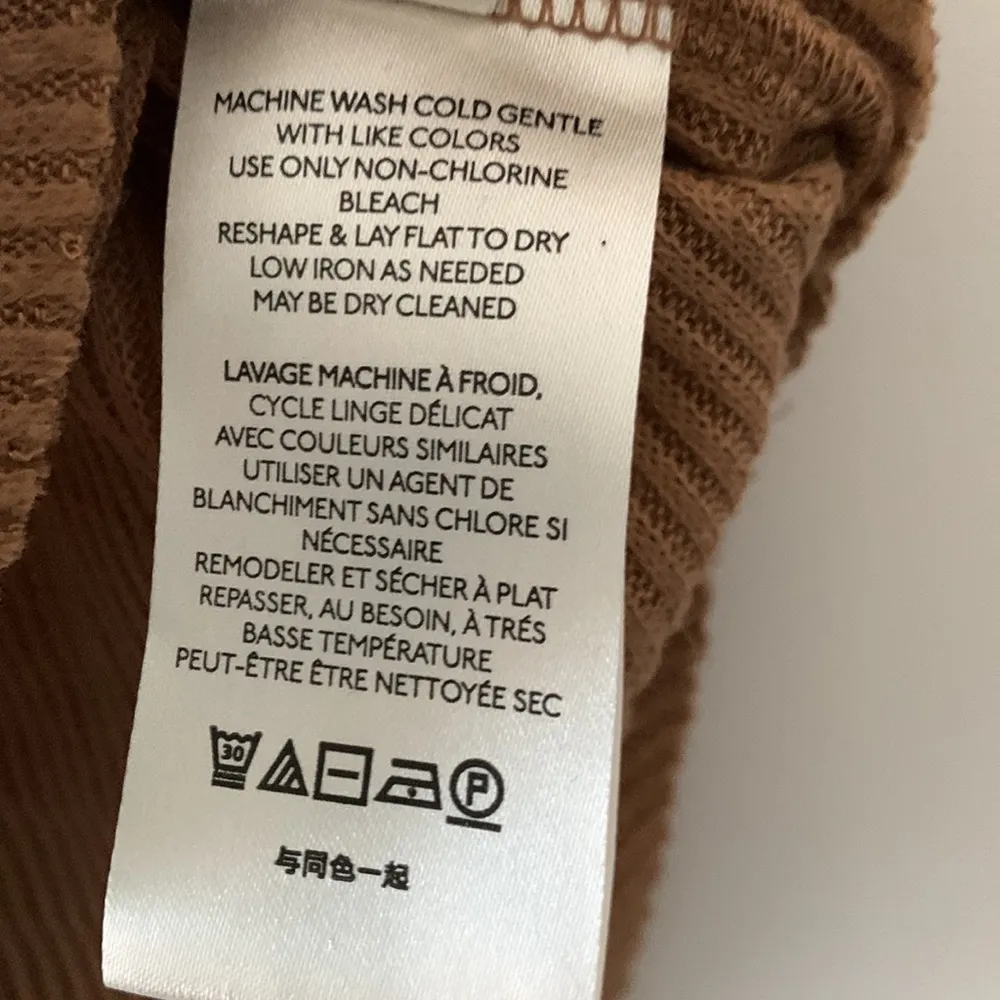 MACHINE WASH COLD GENTLE
WITH LIKE COLORS
USE ONLY NON-CHLORINE
BLEACH
RESHAPE & LAY FLAT TO DRY
LOW IRON AS NEEDED
MAY BE DRY CLEANED
LAVAGE MACHINE À FROID,
CYCLE LINGE DÉLICAT
AVEC COULEURS SIMILAIRES
UTILISER UN AGENT DE
BLANCHIMENT SANS CHLORE SI
NÉCESSAIRE
REMODELER ET SÉCHER À PLAT
REPASSER, AU BESOIN, À TRÉS
BASSE TEMPÉRATURE
PEUT-ÊTRE ÊTRE NETTOYÉE SEC
30 P
与同色一起